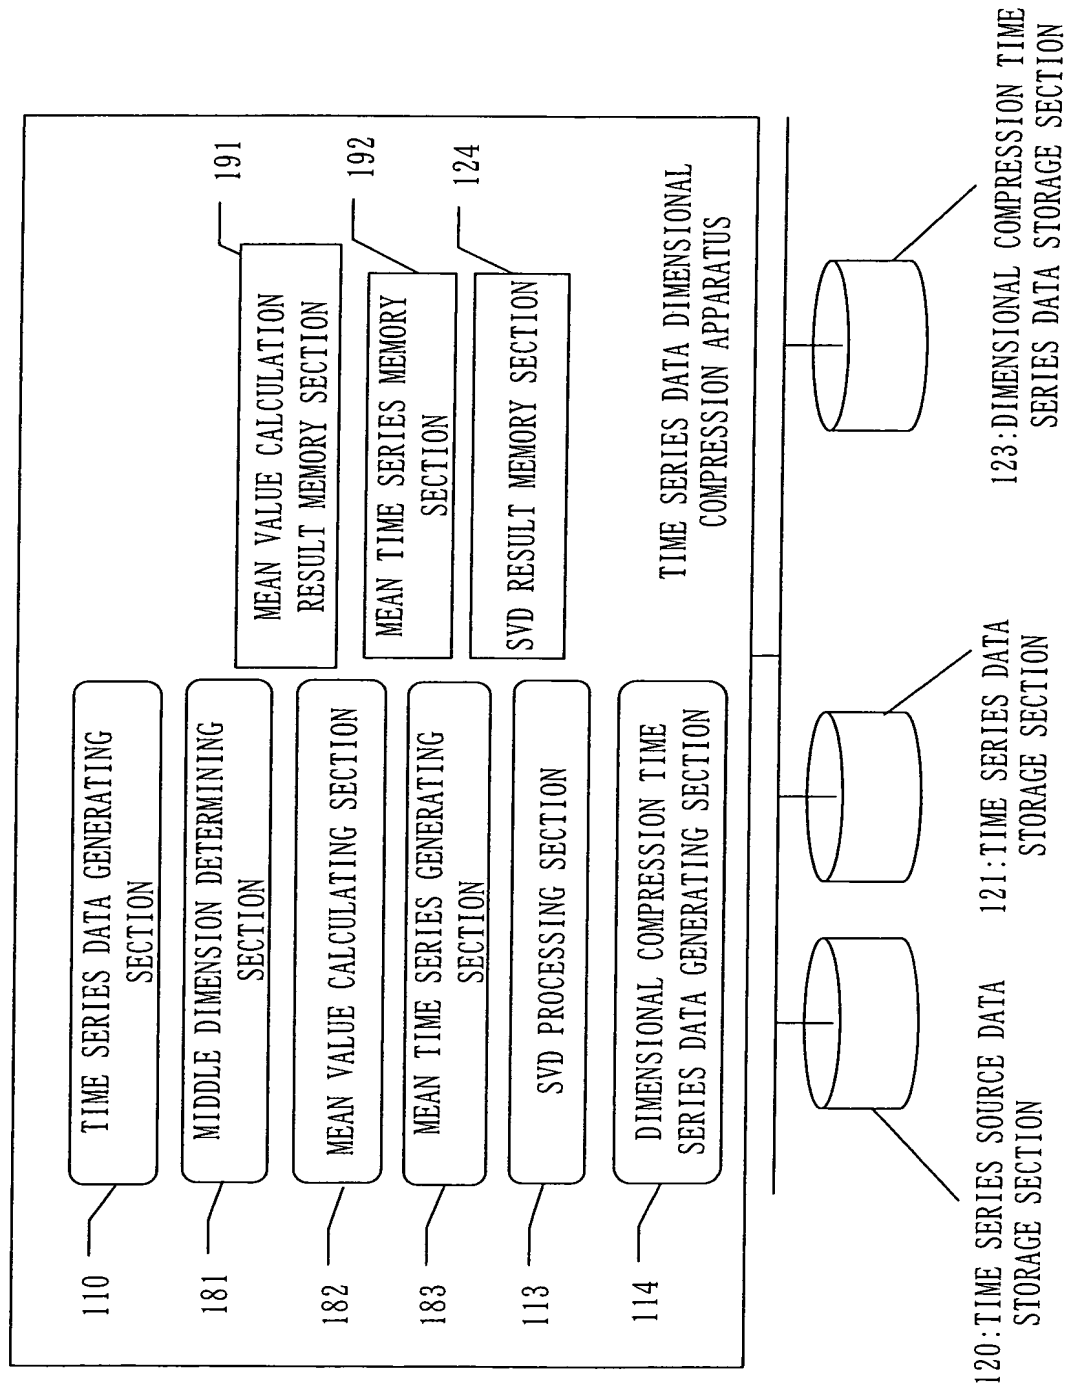 110
TIME SERIES DATA GENERATING
SECTION
181
MIDDLE DIMENSION DETERMINING
SECTION
182
MEAN VALUE CALCULATING SECTION
183
MEAN TIME SERIES GENERATING
SECTION
113
SVD PROCESSING SECTION
114
DIMENSIONAL COMPRESSION TIME
SERIES DATA GENERATING SECTION
191
MEAN VALUE CALCULATION
RESULT MEMORY SECTION
192
MEAN TIME SERIES MEMORY
SECTION
124
SVD RESULT MEMORY SECTION
TIME SERIES DATA DIMENSIONAL
COMPRESSION APPARATUS
120:TIME SERIES SOURCE DATA
STORAGE SECTION
121:TIME SERIES DATA
STORAGE SECTION
123:DIMENSIONAL COMPRESSION TIME
SERIES DATA STORAGE SECTION